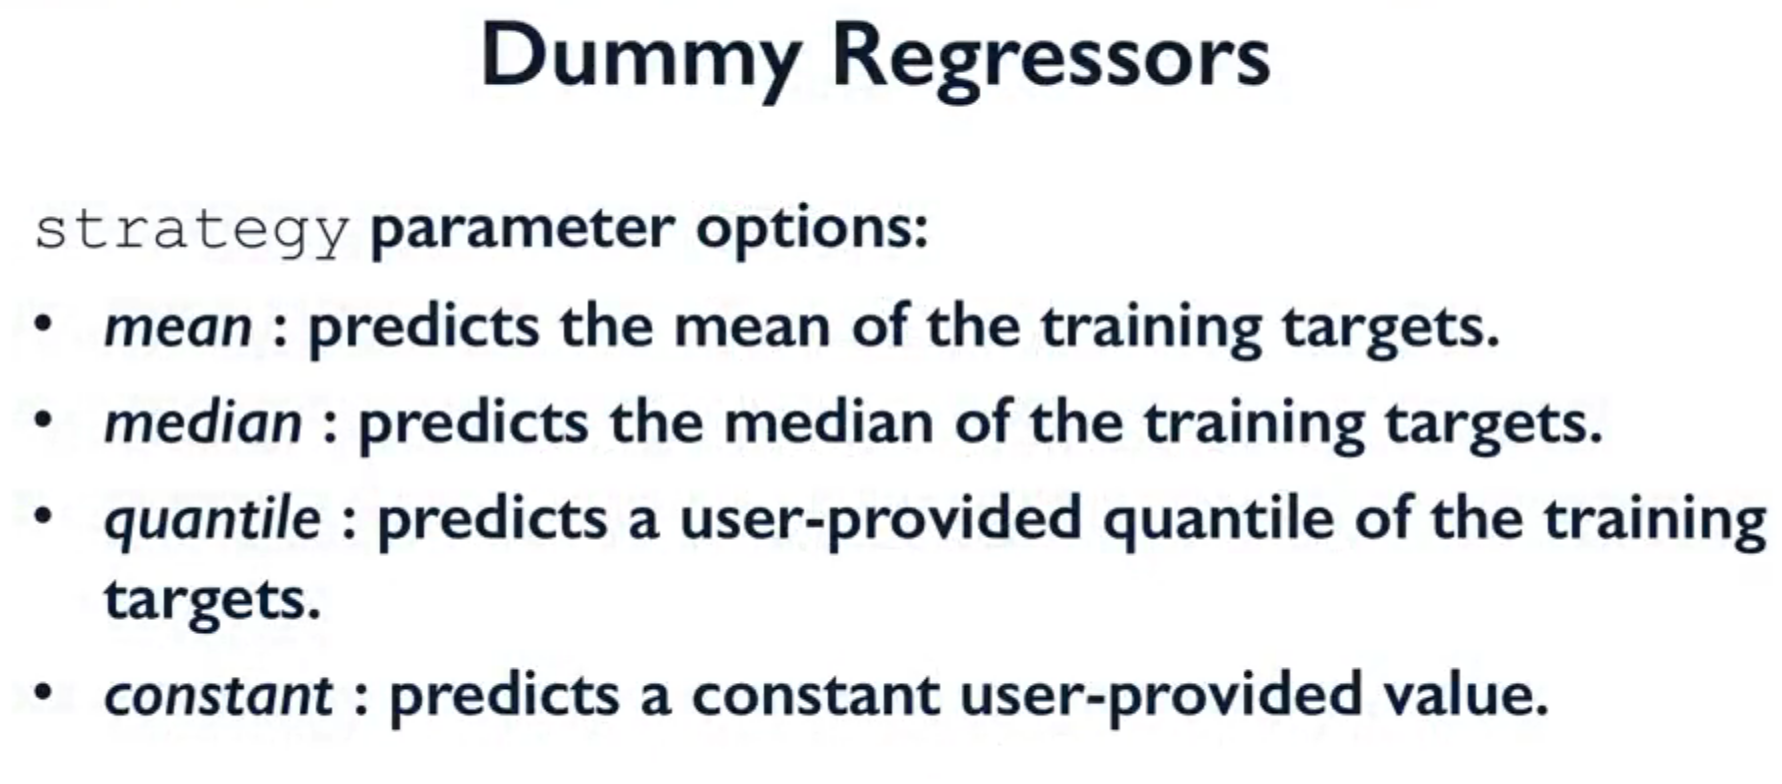 Dummy Regressors
strategy parameter options:
• mean : predicts the mean of the training targets.
• median : predicts the median of the training targets.
• quantile : predicts a user-provided quantile of the training
targets.
• constant : predicts a constant user-provided value.